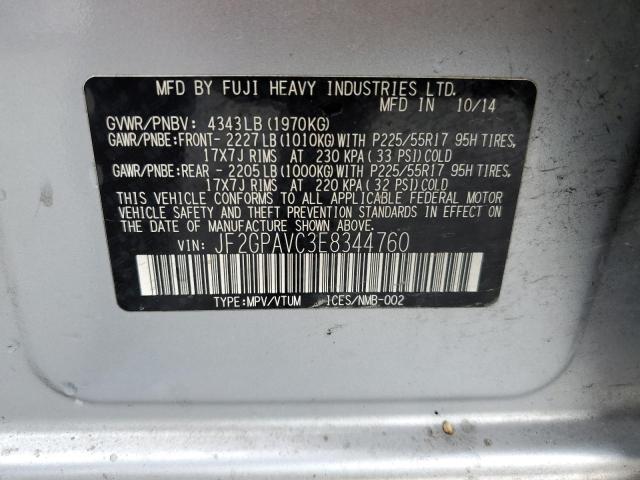 MFD BY FUJI HEAVY INDUSTRIES LTD.
MFD IN 10/14
GVWR/PNBV: 4343LB (1970KG)
GAWR/PNBE:FRONT- 2227LB (1010KG) WITH P225/55R17 95H TIRES,
17X7J RIMS AT 230 KPA (33 PSI) COLD
GAWR/PNBE:REAR - 2205LB (1000KG) WITH P225/55R17 95H TIRES,
17X7J RIMS AT 220 KPA (32 PSI) COLD
THIS VEHICLE CONFORMS TO ALL APPLICABLE FEDERAL MOTOR
VEHICLE SAFETY AND THEFT PREVENTION STANDARDS IN EFFECT ON
THE DATE OF MANUFACTURE SHOWN ABOVE.
VIN: JF2GPAVC3E8344760
TYPE:MPV/VTUM ICES/NMB-002